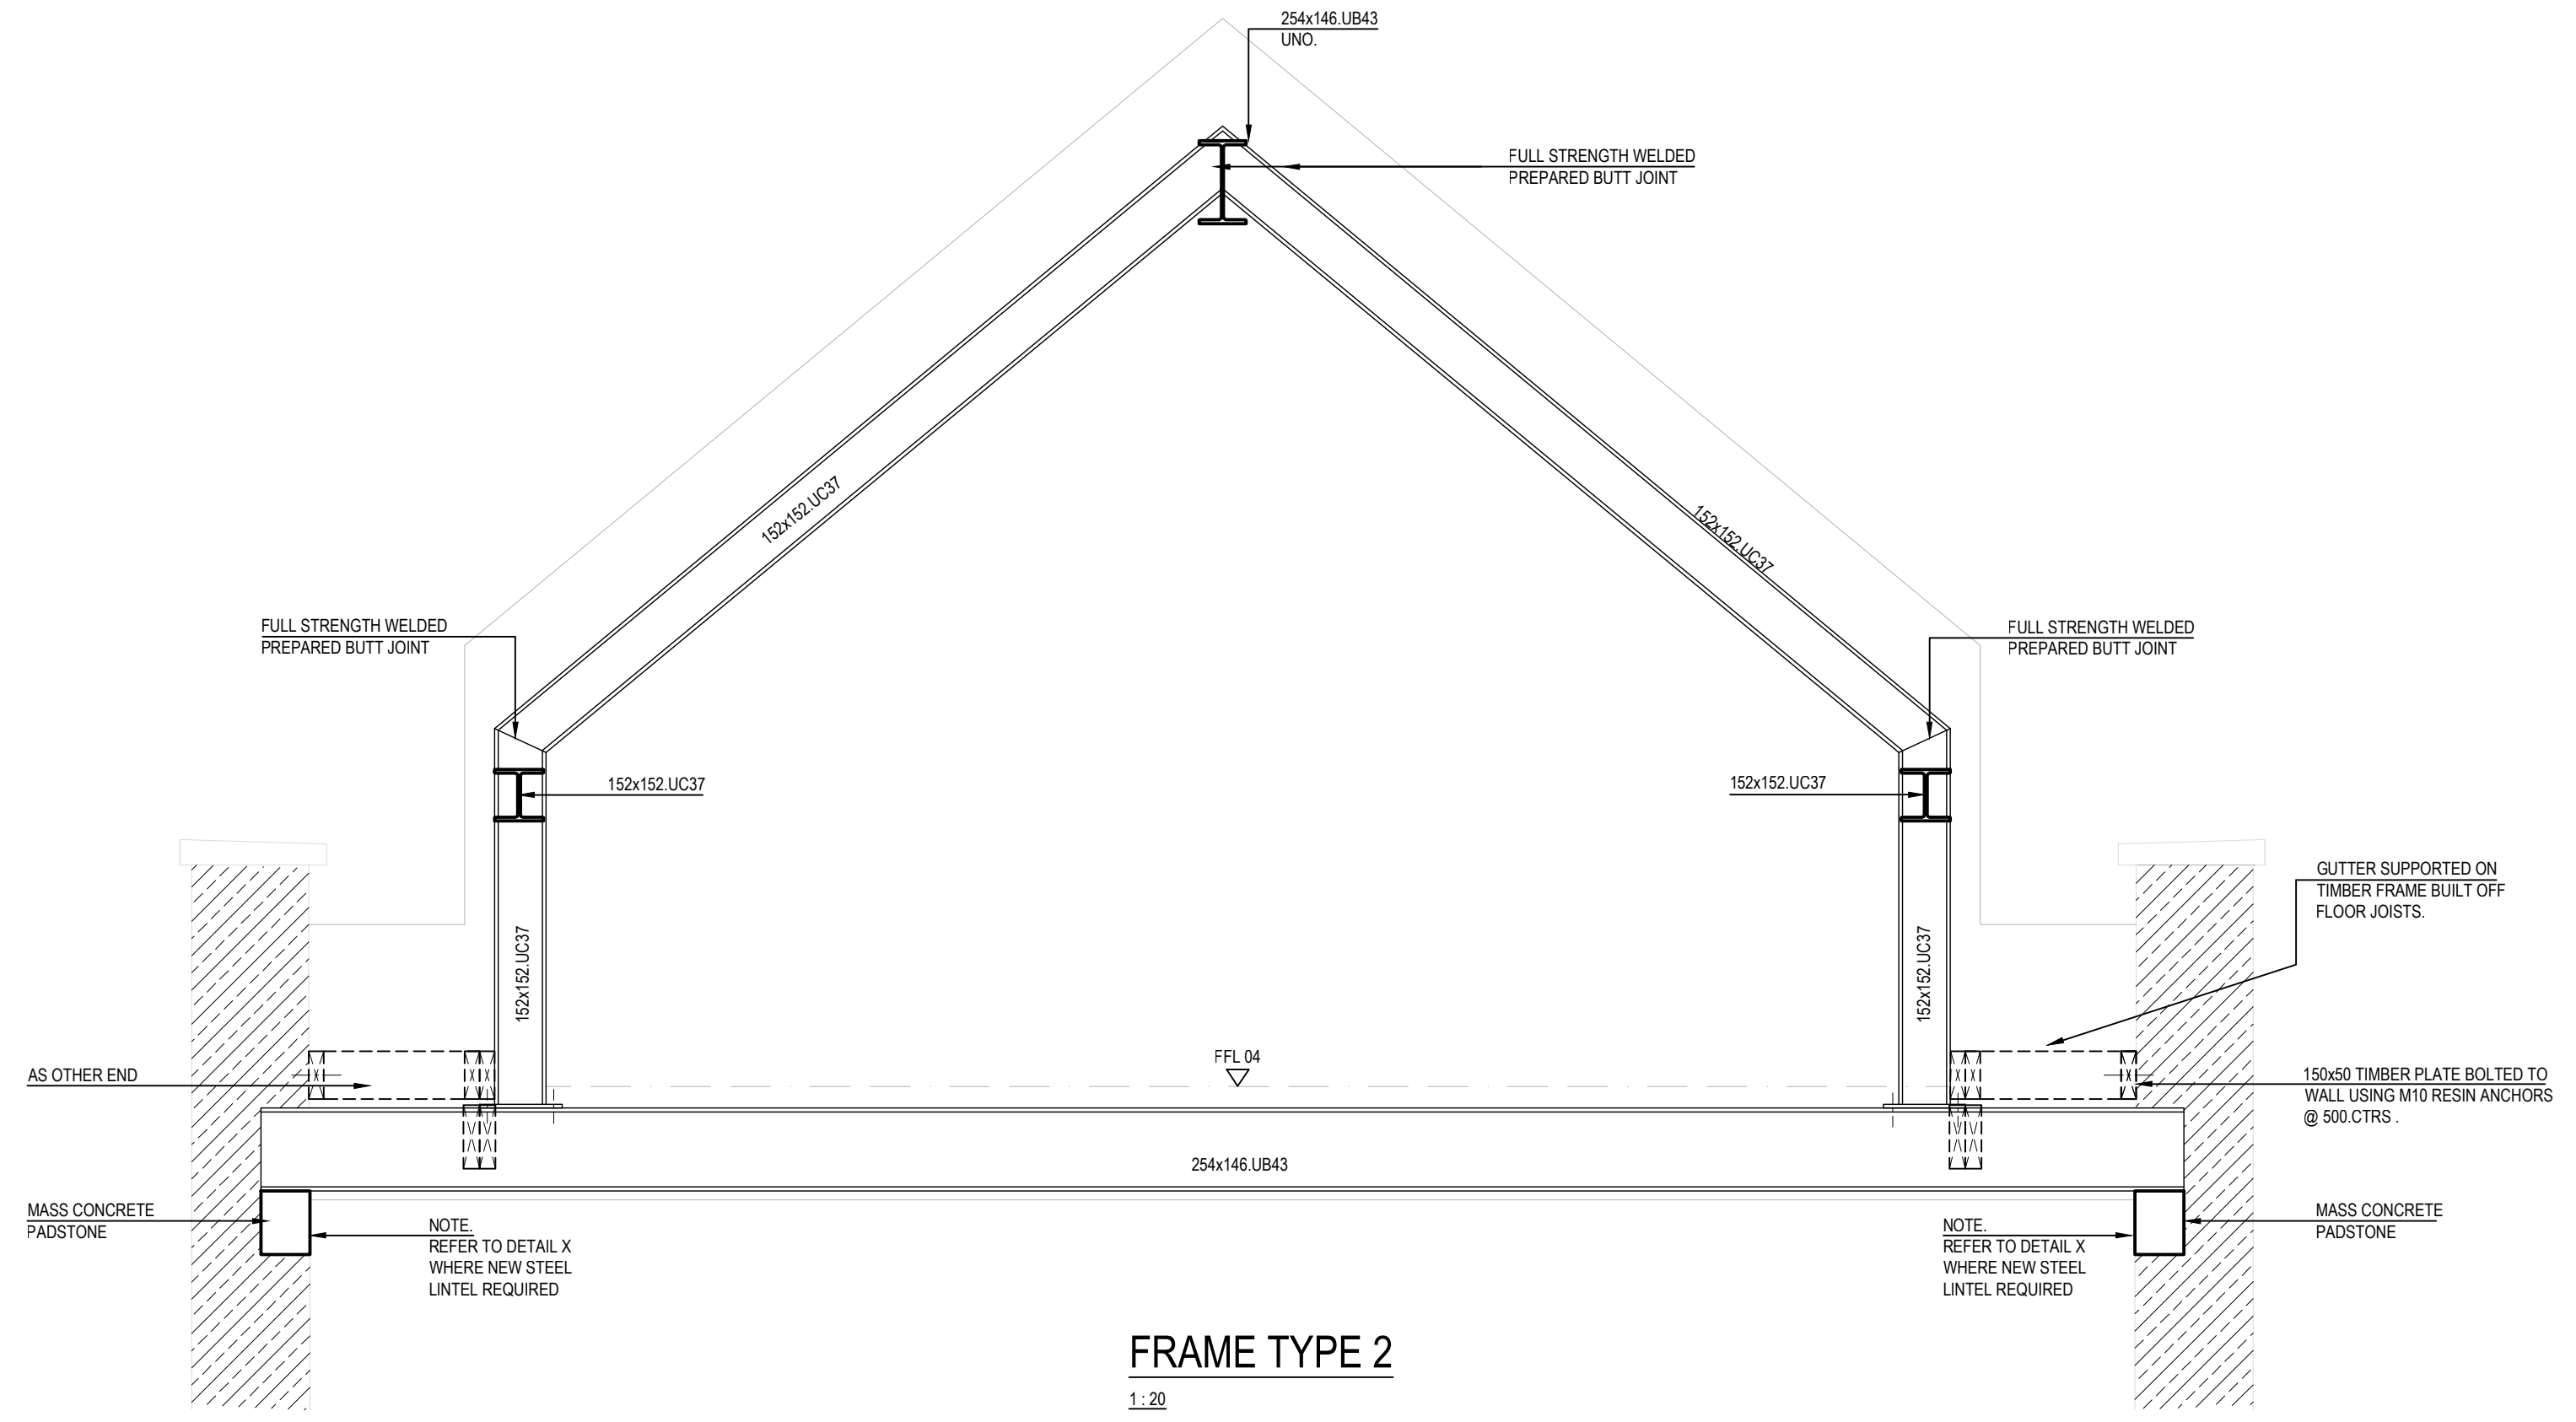 254x146.UB43
UNO.
FULL STRENGTH WELDED
PREPARED BUTT JOINT
152x152.UC37
152x152.UC37
FULL STRENGTH WELDED
PREPARED BUTT JOINT
FULL STRENGTH WELDED
PREPARED BUTT JOINT
152x152.UC37
152x152.UC37
GUTTER SUPPORTED ON
TIMBER FRAME BUILT OFF
FLOOR JOISTS.
152x152.UC37
152x152.UC37
FFL 04
AS OTHER END
150x50 TIMBER PLATE BOLTED TO
WALL USING M10 RESIN ANCHORS
@ 500.CTRS .
254x146.UB43
MASS CONCRETE
PADSTONE
NOTE.
REFER TO DETAIL X
WHERE NEW STEEL
LINTEL REQUIRED
NOTE.
REFER TO DETAIL X
WHERE NEW STEEL
LINTEL REQUIRED
MASS CONCRETE
PADSTONE
FRAME TYPE 2
1 : 20